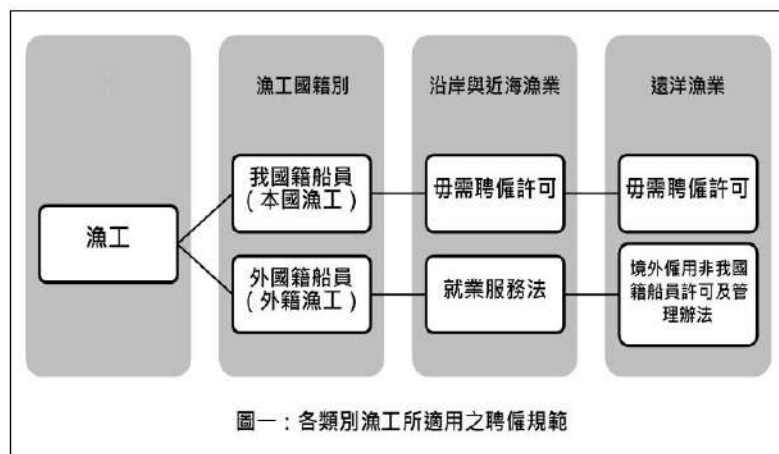 漁工國籍別
沿岸與近海漁業
遠洋漁業
漁工
我國籍船員
(本國漁工)
毋需聘僱許可
毋需聘僱許可
外國籍船員
(外籍漁工)
就業服務法
境外僱用非我國
籍船員許可及管
理辦法
圖一：各類別漁工所適用之聘僱規範